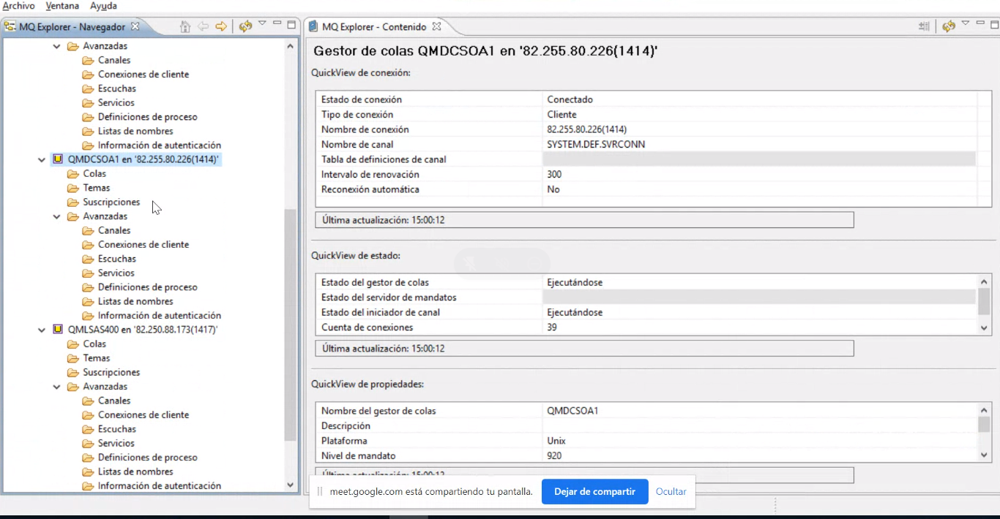 Archivo Ventana Ayuda
MQ Explorer - Navegador
Avanzadas
Canales
Conexiones de cliente
Escuchas
Servicios
Definiciones de proceso
Listas de nombres
Información de autenticación
QMDCSOA1 en '82.255.80.226(1414)'
Colas
Temas
Suscripciones
Avanzadas
Canales
Conexiones de cliente
Escuchas
Servicios
Definiciones de proceso
Listas de nombres
Información de autenticación
QMLSAS400 en '82.250.88.173(1417)'
Colas
Temas
Suscripciones
Avanzadas
Canales
Conexiones de cliente
Escuchas
Servicios
Definiciones de proceso
Listas de nombres
Información de autenticación
MQ Explorer - Contenido
Gestor de colas QMDCSOA1 en '82.255.80.226(1414)'
QuickView de conexión:
Estado de conexión Conectado
Tipo de conexión Cliente
Nombre de conexión 82.255.80.226(1414)
Nombre de canal SYSTEM.DEF.SVRCONN
Tabla de definiciones de canal
Intervalo de renovación 300
Reconexión automática No
Última actualización: 15:00:12
QuickView de estado:
Estado del gestor de colas Ejecutándose
Estado del servidor de mandatos
Estado del iniciador de canal Ejecutándose
Cuenta de conexiones 39
Última actualización: 15:00:12
QuickView de propiedades:
Nombre del gestor de colas QMDCSOA1
Descripción
Plataforma Unix
Nivel de mandato 920
Última actualización: 15:00:12
meet.google.com está compartiendo tu pantalla. Dejar de compartir Ocultar